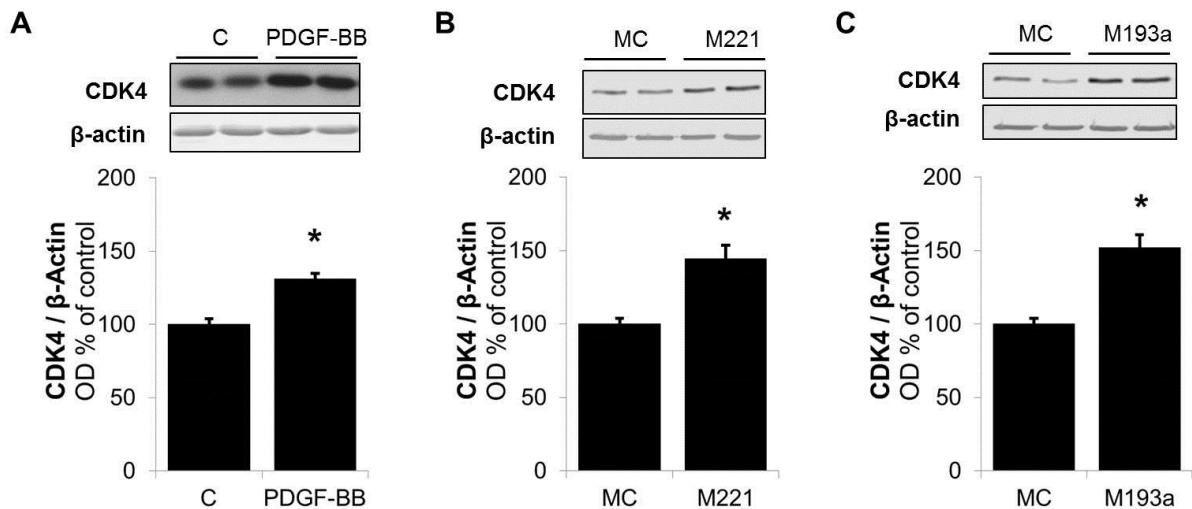 A
C PDGF-BB
CDK4
β-actin
200
150
100
50
0
CDK4 / β-Actin
OD % of control
*
C PDGF-BB
B
MC M221
CDK4
β-actin
200
150
100
50
0
CDK4 / β-Actin
OD % of control
*
MC M221
C
MC M193a
CDK4
β-actin
200
150
100
50
0
CDK4 / β-Actin
OD % of control
*
MC M193a